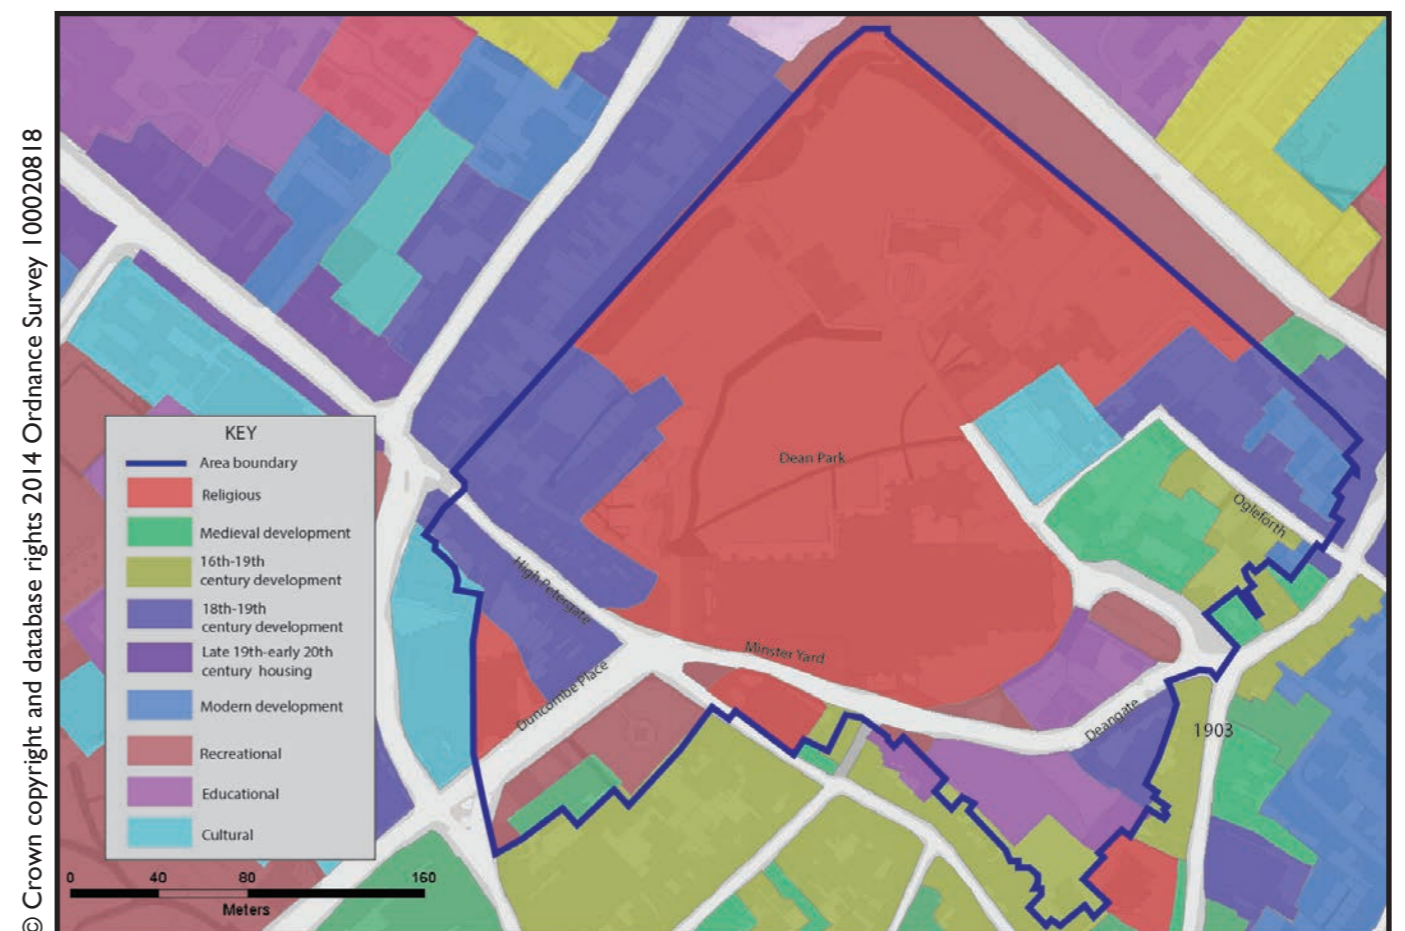 © Crown copyright and database rights 2014 Ordnance Survey 100020818
KEY
Area boundary
Religious
Medieval development
16th-19th
century development
18th-19th
century development
Late 19th-early 20th
century housing
Modern development
Recreational
Educational
Cultural
0 40 80 160
Meters
Dean Park
Ogleforth
High Petergate
Minster Yard
Duncombe Place
Deangate
1903